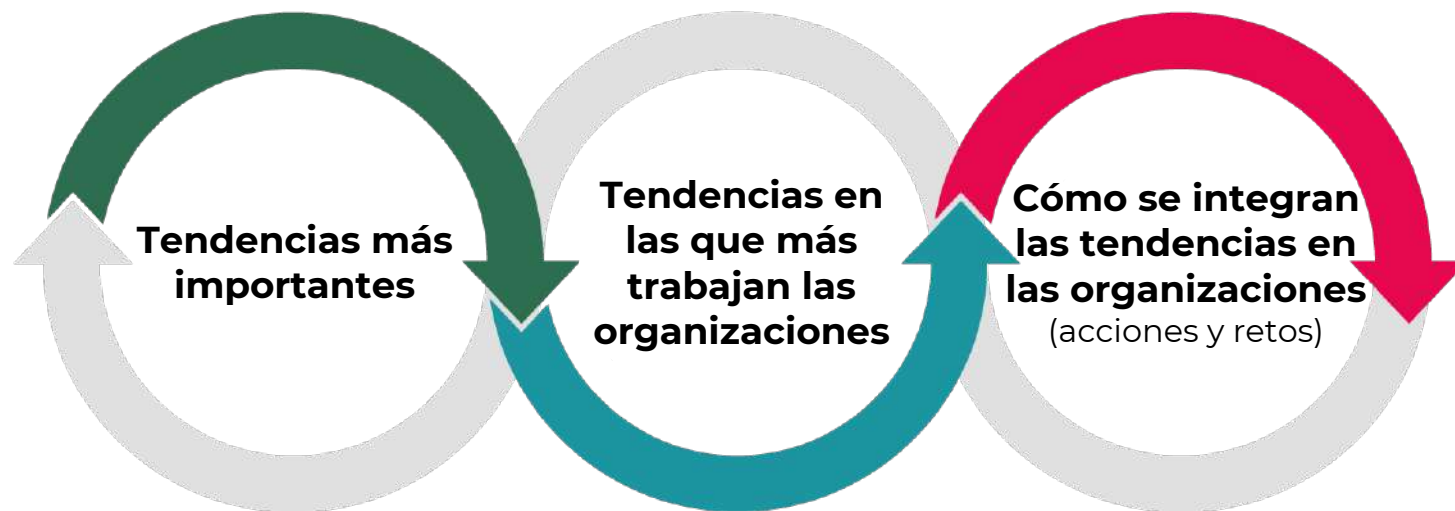 Tendencias más
importantes
Tendencias en
las que más
trabajan las
organizaciones
Cómo se integran
las tendencias en
las organizaciones
(acciones y retos)